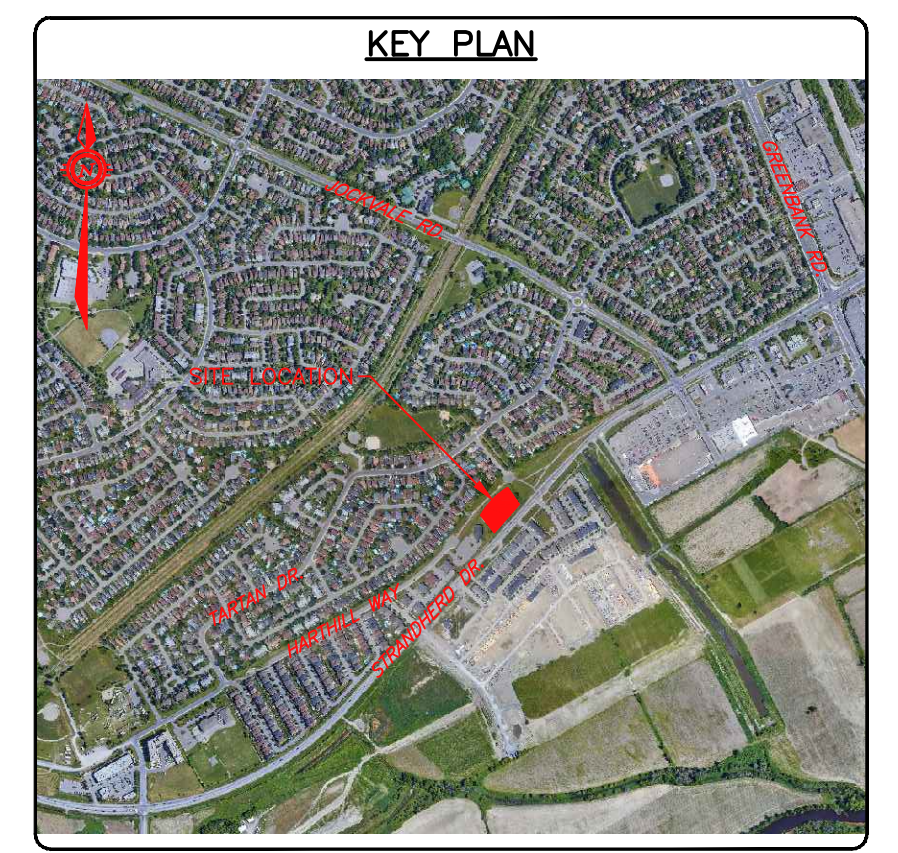 KEY PLAN
N
JOCKVALE RD.
GREENBANK RD.
SITE LOCATION
TARTAN DR.
HARTHILL WAY
STRANDHERD DR.